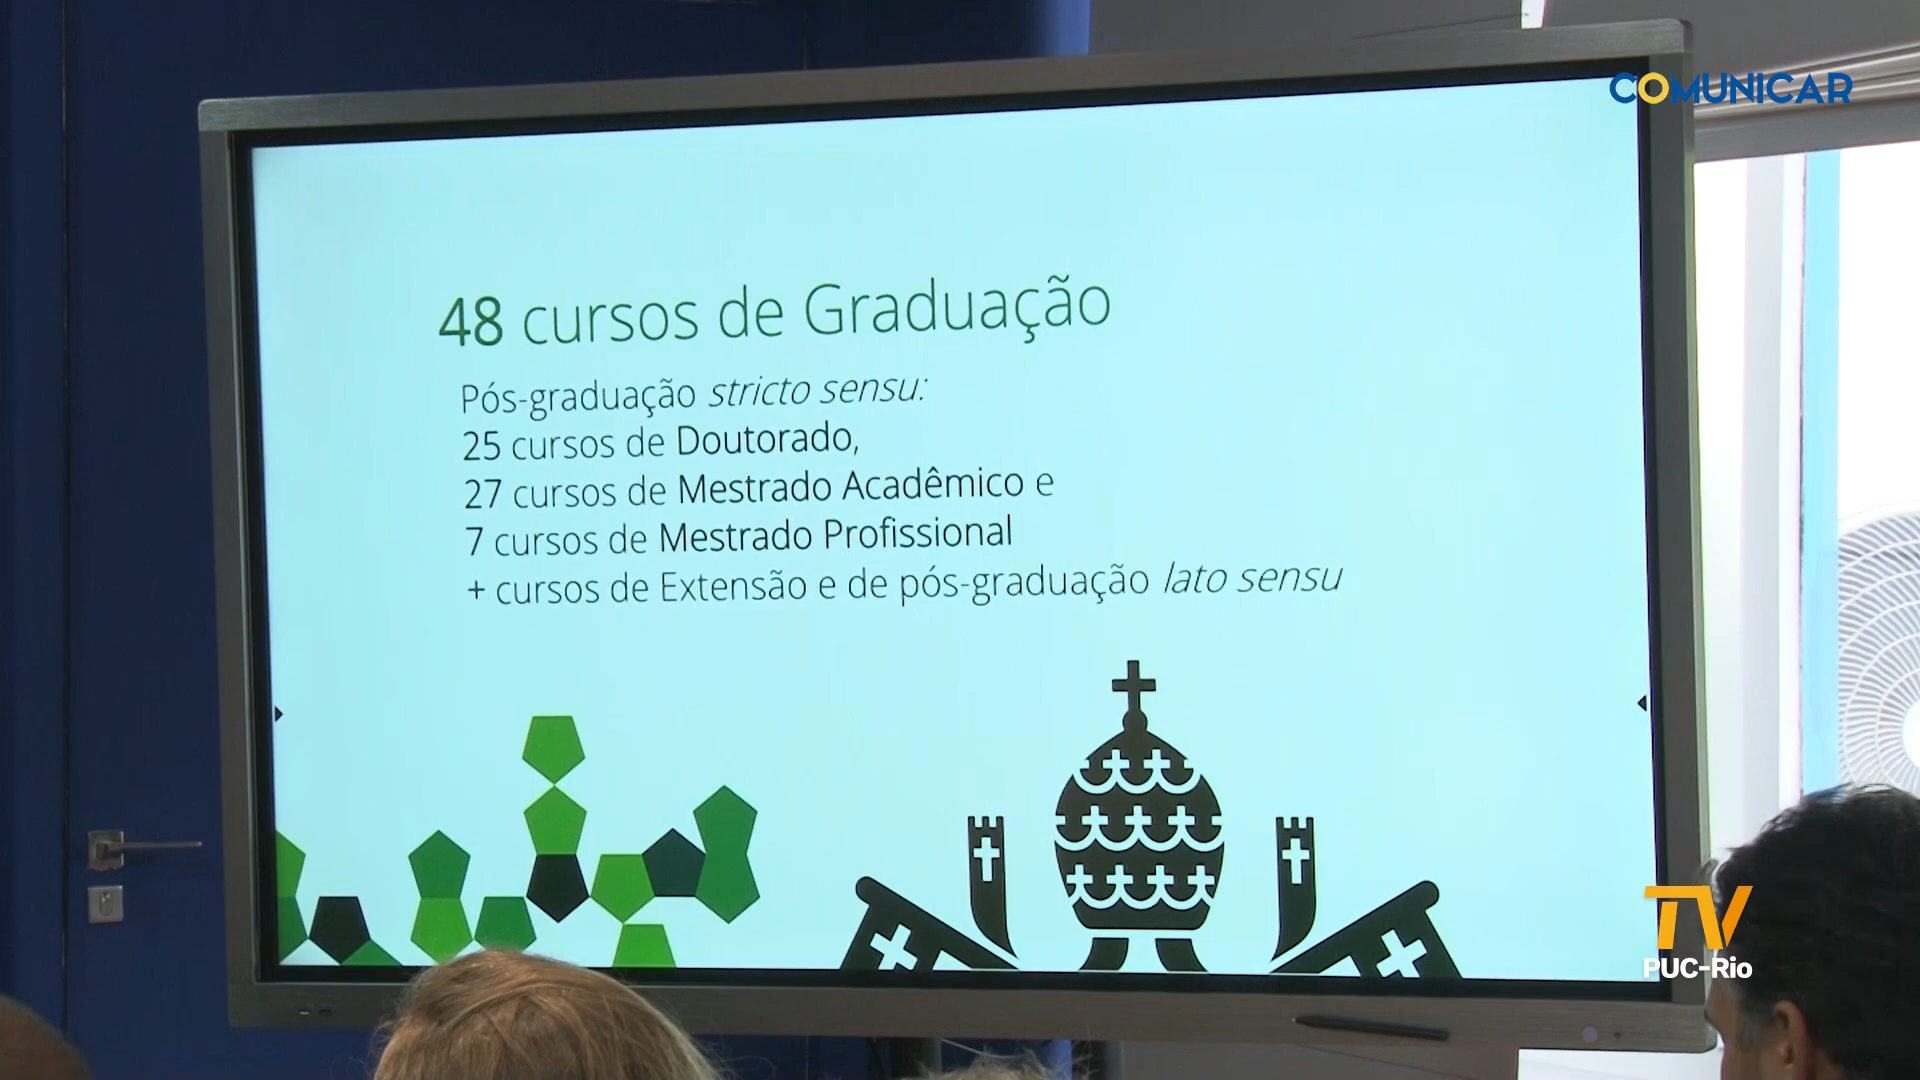 COMUNICAR
48 cursos de Graduação
Pós-graduação stricto sensu:
25 cursos de Doutorado,
27 cursos de Mestrado Acadêmico e
7 cursos de Mestrado Profissional
+ cursos de Extensão e de pós-graduação lato sensu
TV
PUC-Rio